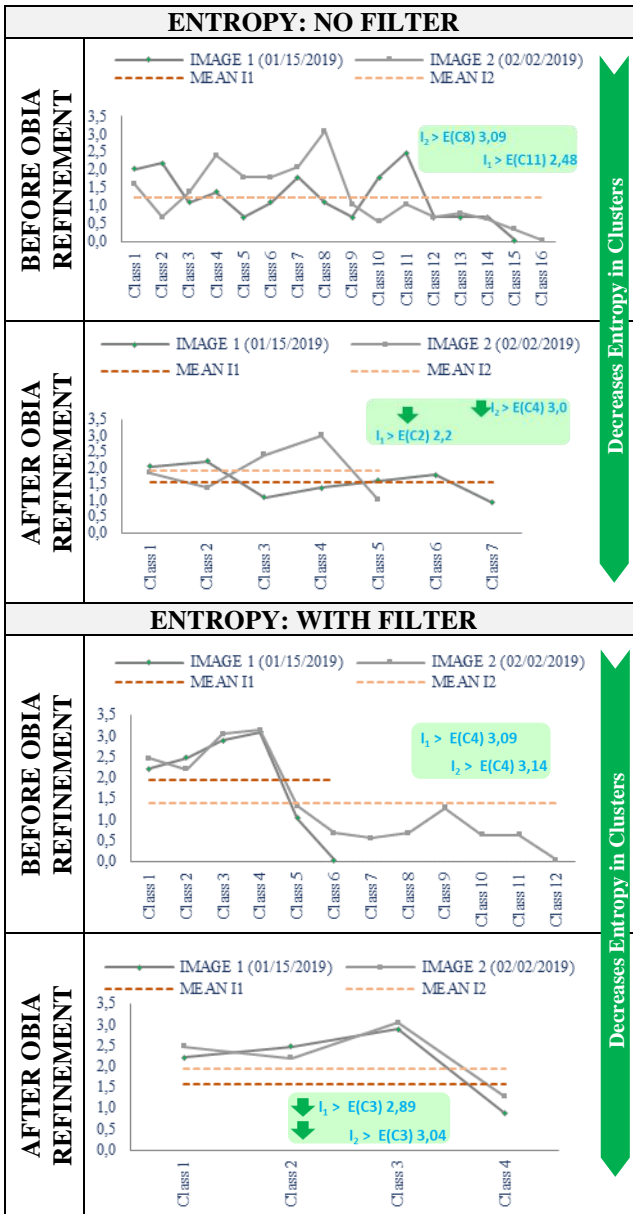 ENTROPY: NO FILTER
BEFORE OBIA
REFINEMENT
IMAGE 1 (01/15/2019)
IMAGE 2 (02/02/2019)
MEAN I1
MEAN I2
3,5
3,0
2,5
2,0
1,5
1,0
0,5
0,0
I2 > E(C8) 3,09
I1 > E(C11) 2,48
Class 1
Class 2
Class 3
Class 4
Class 5
Class 6
Class 7
Class 8
Class 9
Class 10
Class 11
Class 12
Class 13
Class 14
Class 15
Class 16
Decreases Entropy in Clusters
AFTER OBIA
REFINEMENT
IMAGE 1 (01/15/2019)
IMAGE 2 (02/02/2019)
MEAN I1
MEAN I2
3,5
3,0
2,5
2,0
1,5
1,0
0,5
0,0
I2 > E(C4) 3,0
I1 > E(C2) 2,2
Class 1
Class 2
Class 3
Class 4
Class 5
Class 6
Class 7
ENTROPY: WITH FILTER
BEFORE OBIA
REFINEMENT
IMAGE 1 (01/15/2019)
IMAGE 2 (02/02/2019)
MEAN I1
MEAN I2
3,5
3,0
2,5
2,0
1,5
1,0
0,5
0,0
I1 > E(C4) 3,09
I2 > E(C4) 3,14
Class 1
Class 2
Class 3
Class 4
Class 5
Class 6
Class 7
Class 8
Class 9
Class 10
Class 11
Class 12
Decreases Entropy in Clusters
AFTER OBIA
REFINEMENT
IMAGE 1 (01/15/2019)
IMAGE 2 (02/02/2019)
MEAN I1
MEAN I2
3,5
3,0
2,5
2,0
1,5
1,0
0,5
0,0
I1 > E(C3) 2,89
I2 > E(C3) 3,04
Class 1
Class 2
Class 3
Class 4